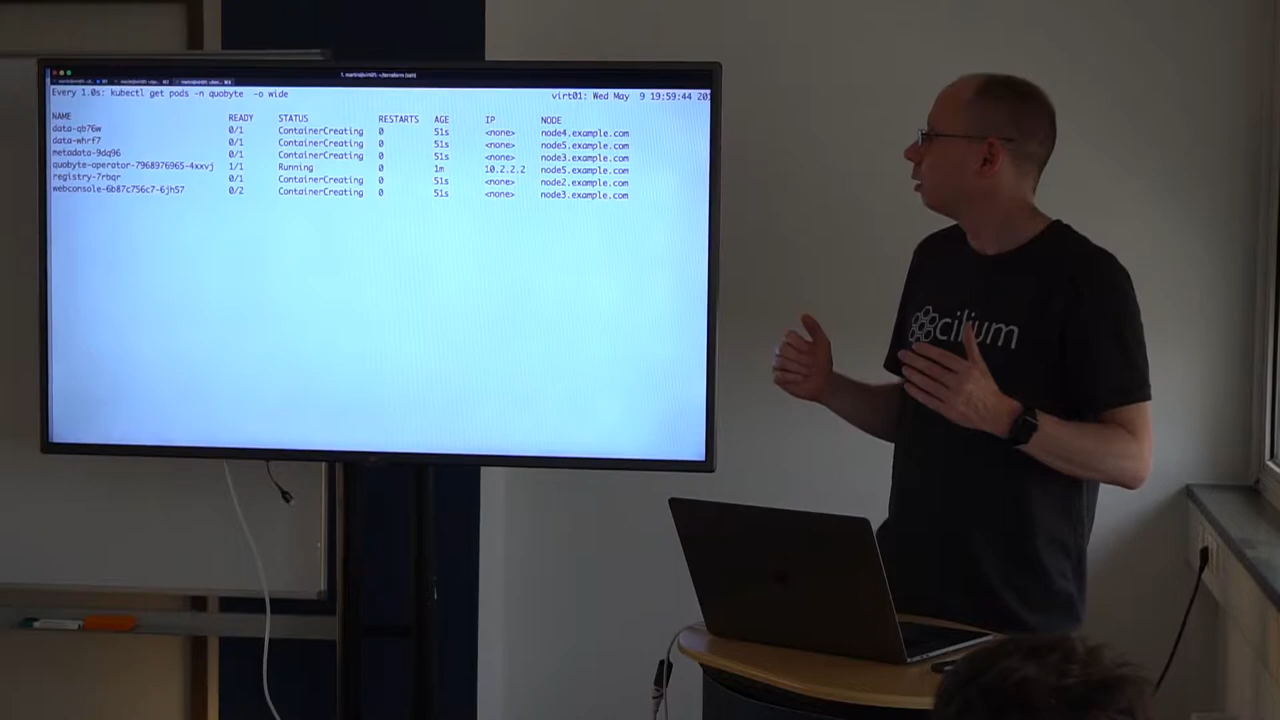 1. martin@virt01: ~/terraform (ssh)
Every 1.0s: kubectl get pods -n quobyte -o wide virt01: Wed May 9 19:59:44
NAME READY STATUS RESTARTS AGE IP NODE
data-qb76w 0/1 ContainerCreating 0 51s <none> node4.example.com
data-whrf7 0/1 ContainerCreating 0 51s <none> node5.example.com
metadata-9dq96 0/1 ContainerCreating 0 51s <none> node3.example.com
quobyte-operator-7968976965-4xxvj 1/1 Running 0 1m 10.2.2.2 node5.example.com
registry-7rbqr 0/1 ContainerCreating 0 51s <none> node2.example.com
webconsole-6b87c756c7-6jh57 0/2 ContainerCreating 0 51s <none> node3.example.com
cilium